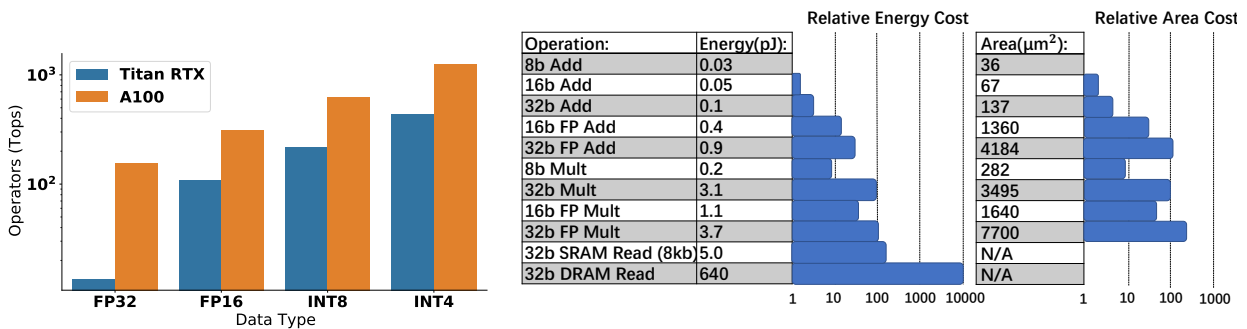 Operators (Tops)
10³
10²
Titan RTX
A100
FP32 FP16 INT8 INT4
Data Type
Relative Energy Cost
Operation: Energy(pJ):
8b Add 0.03
16b Add 0.05
32b Add 0.1
16b FP Add 0.4
32b FP Add 0.9
8b Mult 0.2
32b Mult 3.1
16b FP Mult 1.1
32b FP Mult 3.7
32b SRAM Read (8kb) 5.0
32b DRAM Read 640
1 10 100 1000 10000
Relative Area Cost
Area(μm²):
36
67
137
1360
4184
282
3495
1640
7700
N/A
N/A
1 10 100 1000